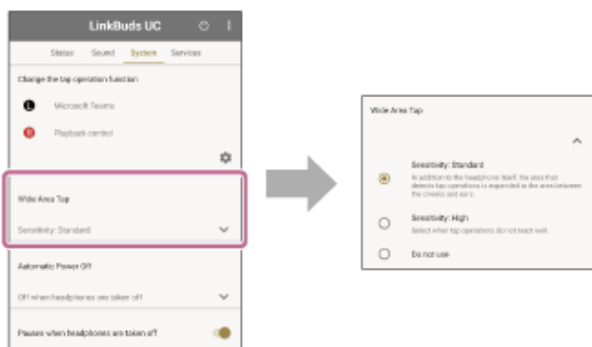 LinkBuds UC
Status Sound System Services
Change the tap operation function
L Microsoft Teams
R Playback control
Wide Area Tap
Sensitivity: Standard
Automatic Power Off
Off when headphones are taken off
Pauses when headphones are taken off
Wide Area Tap
Sensitivity: Standard
In addition to the headphone itself, the area that
detects tap operations is expanded to the area between
the cheeks and ears.
Sensitivity: High
Select when tap operations do not react well.
Do not use